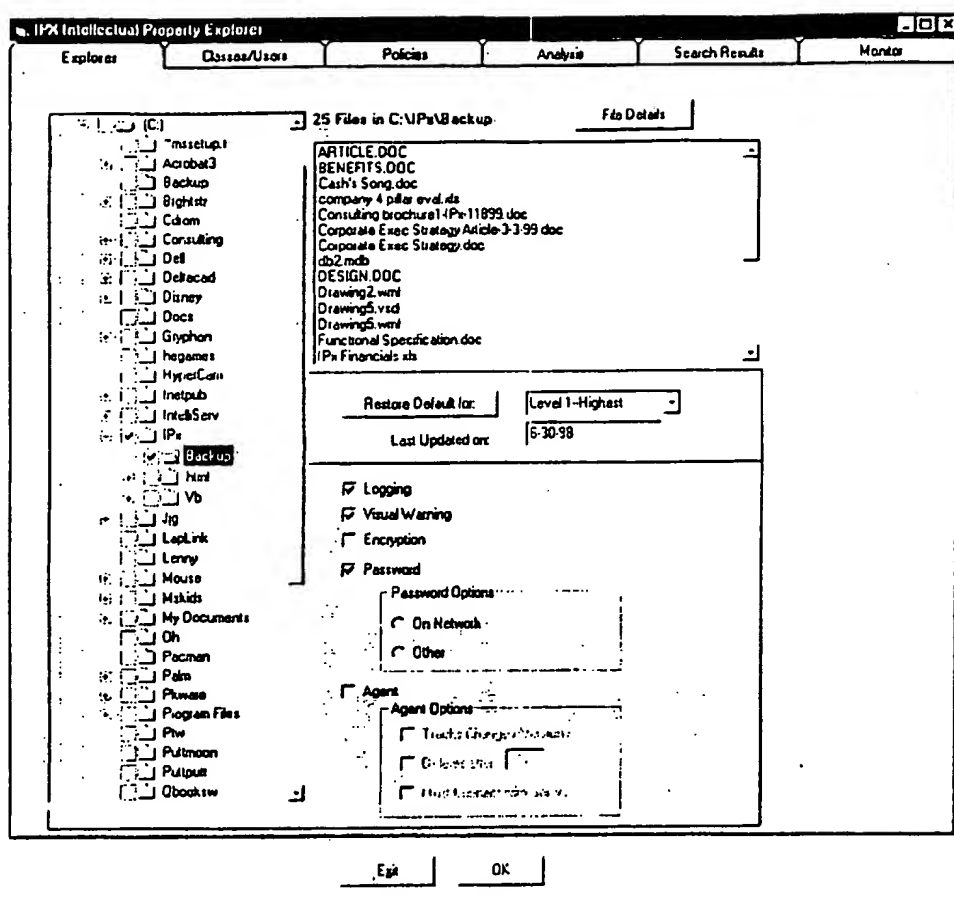 IPX Intellectual Property Explorer
Explorer Classes/Users Policies Analysis Search Results Monitor
25 Files in C:\IPx\Backup File Details
(C:)
Acrobat3
Backup
Brightstr
Cdrom
Consulting
Dell
Deltacad
Disney
Docs
Gryphon
hegames
HyperCam
Inetpub
IntelliServ
IPx
Backup
html
Vb
Jig
LapLink
Lenny
Mouse
Mskids
My Documents
Oh
Pacman
Palm
Pkware
Program Files
Ptw
Puttmoon
Puttputt
Qbooksw
ARTICLE.DOC
BENEFITS.DOC
Cash's Song.doc
company 4 pillar eval.xls
Consulting brochure1-IPx-11899.doc
Corporate Exec Strategy Article-3-3-99.doc
Corporate Exec Strategy.doc
db2.mdb
DESIGN.DOC
Drawing2.wmf
Drawing5.vsd
Drawing5.wmf
Functional Specification.doc
IPx Financials.xls
Restore Default for: Level 1--Highest
Last Updated on: 6-30-98
Logging
Visual Warning
Encryption
Password
Password Options
On Network
Other
Agent
Agent Options
Exit OK